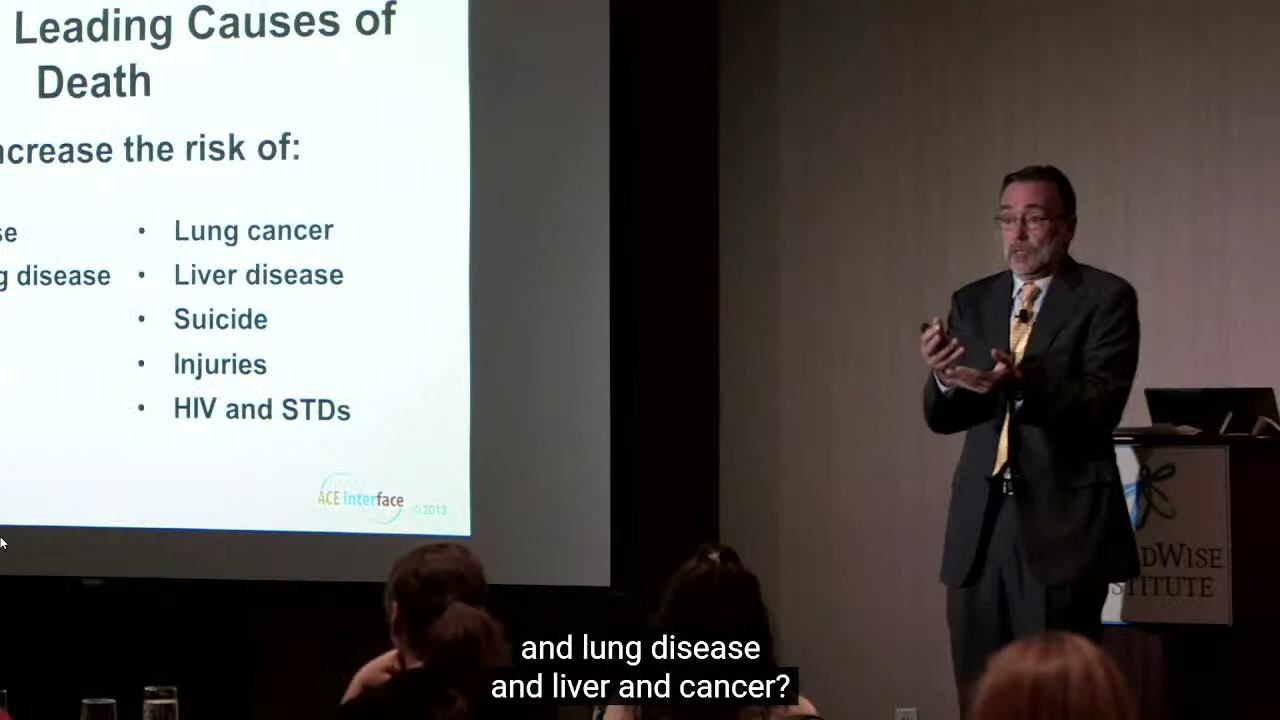 Leading Causes of
Death
ncrease the risk of:
se
• Lung cancer
g disease
• Liver disease
• Suicide
• Injuries
• HIV and STDs
ACE interface
© 2013
DWISE
STITUTE
and lung disease
and liver and cancer?